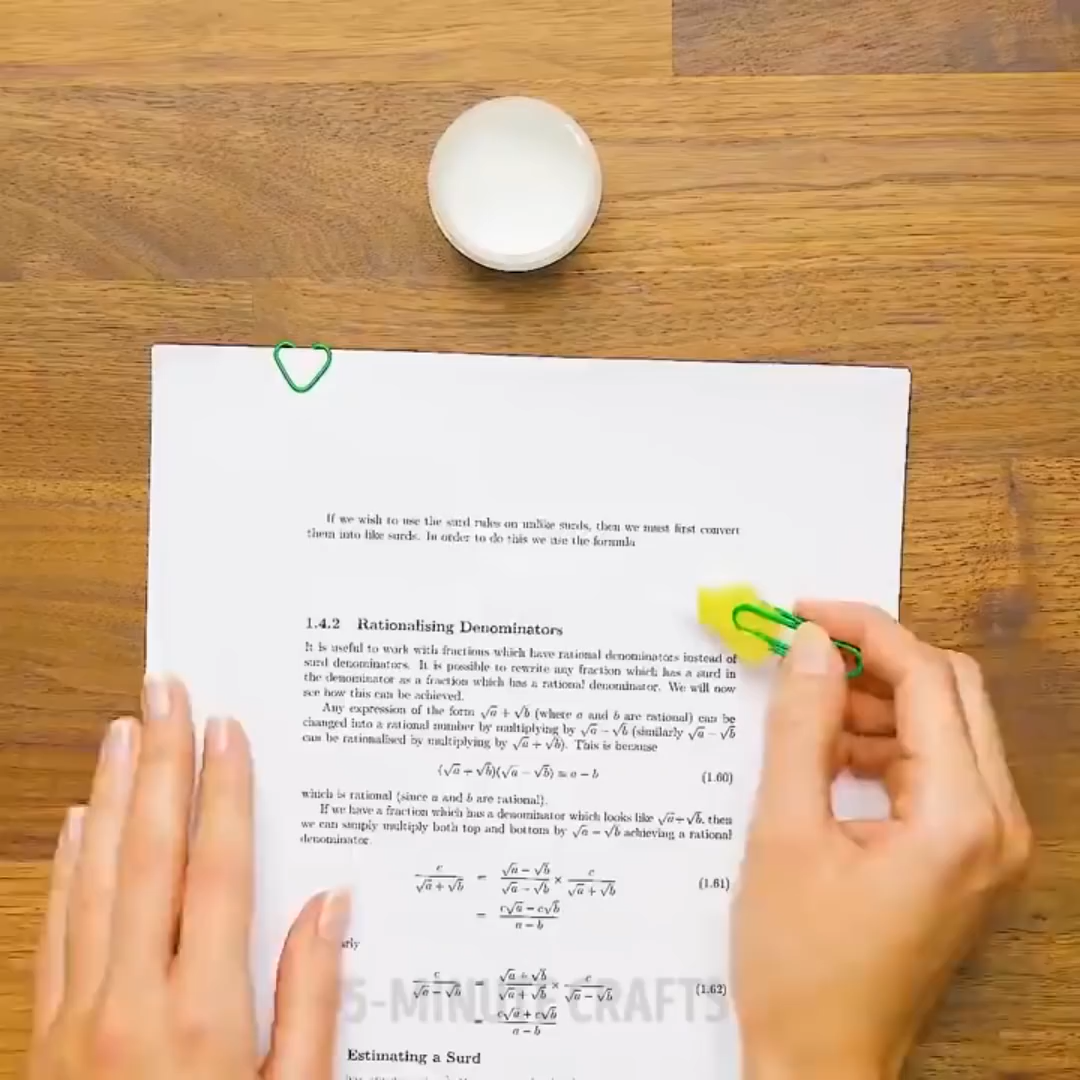 If we wish to use the surd rules on unlike surds, then we must first convert
them into like surds. In order to do this we use the formula
1.4.2 Rationalising Denominators
It is useful to work with fractions which have rational denominators instead of
surd denominators. It is possible to rewrite any fraction which has a surd in
the denominator as a fraction which has a rational denominator. We will now
see how this can be achieved.
Any expression of the form √a + √b (where a and b are rational) can be
changed into a rational number by multiplying by √a − √b (similarly √a − √b
can be rationalised by multiplying by √a + √b). This is because
(√a + √b)(√a − √b) = a − b (1.60)
which is rational (since a and b are rational).
If we have a fraction which has a denominator which looks like √a+√b, then
we can simply multiply both top and bottom by √a − √b achieving a rational
denominator.
c/(√a + √b) = (√a − √b)/(√a − √b) × c/(√a + √b) (1.61)
= (c√a − c√b)/(a − b)
arly
c/(√a − √b) = (√a + √b)/(√a + √b) × c/(√a − √b) (1.62)
= (c√a + c√b)/(a − b)
5-MINUTE CRAFTS
Estimating a Surd